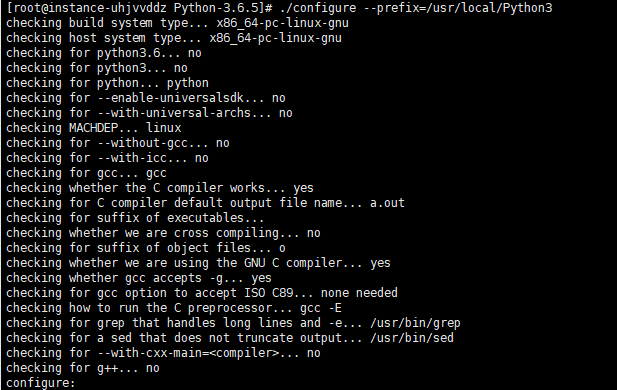 [root@instance-uhjvvddz Python-3.6.5]# ./configure --prefix=/usr/local/Python3
checking build system type... x86_64-pc-linux-gnu
checking host system type... x86_64-pc-linux-gnu
checking for python3.6... no
checking for python3... no
checking for python... python
checking for --enable-universalsdk... no
checking for --with-universal-archs... no
checking MACHDEP... linux
checking for --without-gcc... no
checking for --with-icc... no
checking for gcc... gcc
checking whether the C compiler works... yes
checking for C compiler default output file name... a.out
checking for suffix of executables...
checking whether we are cross compiling... no
checking for suffix of object files... o
checking whether we are using the GNU C compiler... yes
checking whether gcc accepts -g... yes
checking for gcc option to accept ISO C89... none needed
checking how to run the C preprocessor... gcc -E
checking for grep that handles long lines and -e... /usr/bin/grep
checking for a sed that does not truncate output... /usr/bin/sed
checking for --with-cxx-main=<compiler>... no
checking for g++... no
configure: